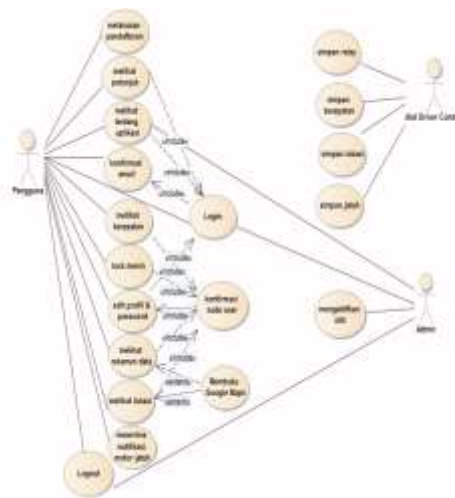 melakukan
pendaftaran
melihat
petunjuk
melihat
tentang
aplikasi
konfirmasi
email
Pengguna
melihat
kecepatan
lock mesin
edit profil &
password
melihat
rekaman data
melihat lokasi
menerima
notifikasi
motor jatuh
Logout
Login
«include»
«include»
«include»
«include»
konfirmasi
kode user
«include»
«include»
«include»
«include»
«include»
«include»
Membuka
Google Maps
«extend»
«extend»
simpan relay
simpan
kecepatan
simpan lokasi
simpan jatuh
Alat Driver
mengaktifkan
Admin